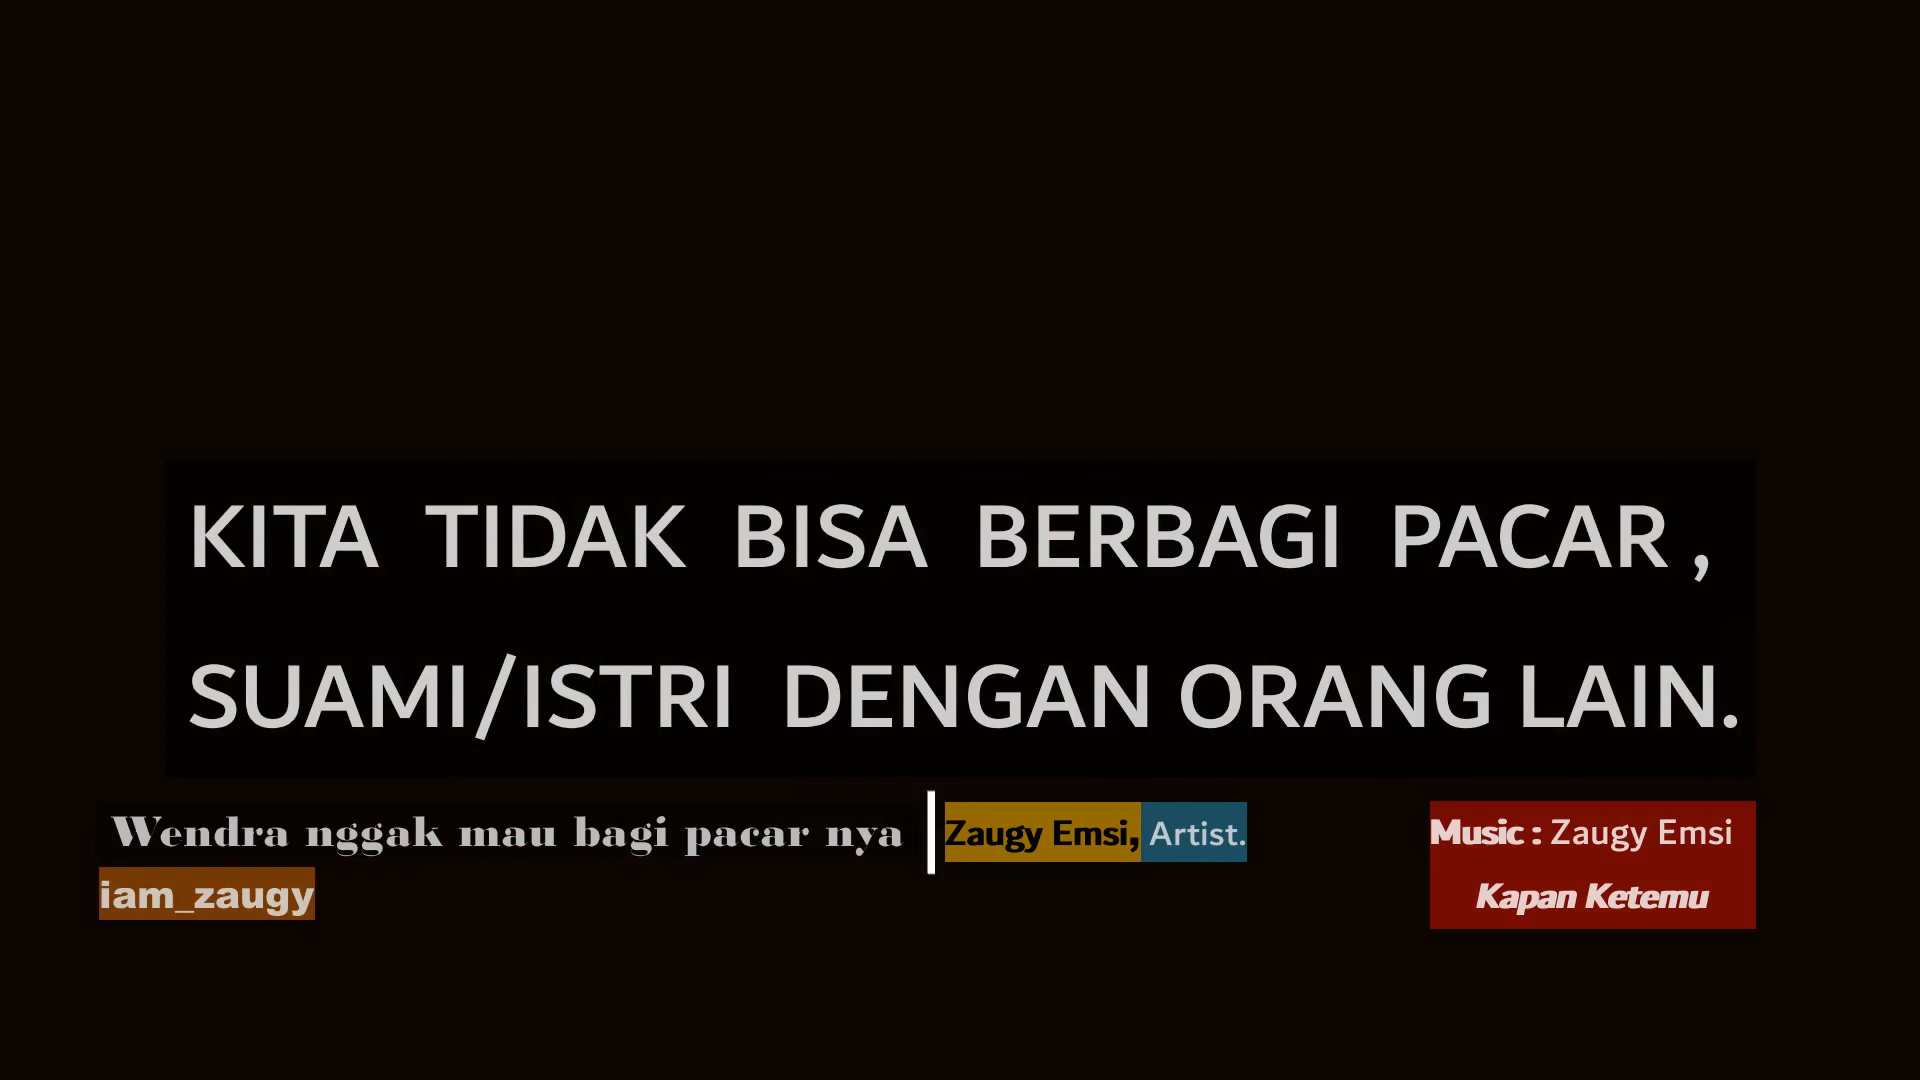 KITA TIDAK BISA BERBAGI PACAR ,
SUAMI/ISTRI DENGAN ORANG LAIN.
Wendra nggak mau bagi pacar nya
iam_zaugy
Zaugy Emsi, Artist.
Music : Zaugy Emsi
Kapan Ketemu